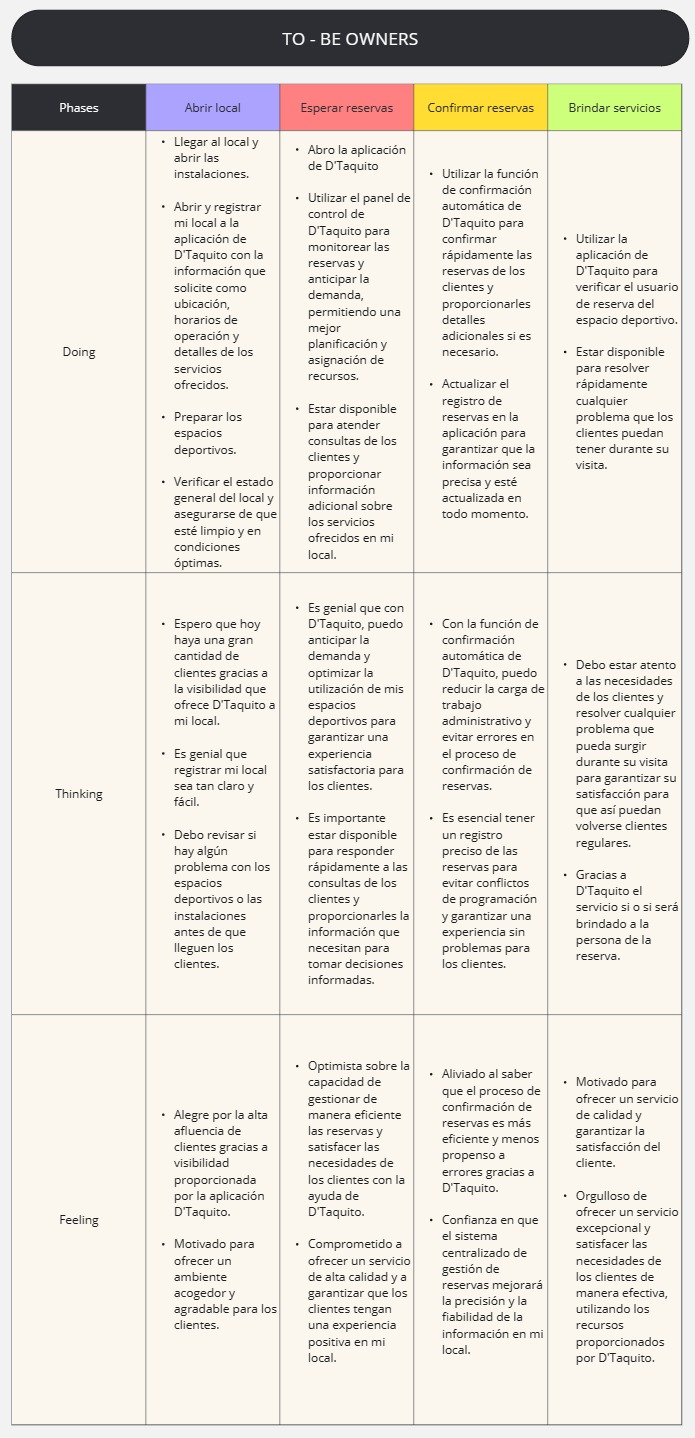 TO - BE OWNERS
Phases
Abrir local
Esperar reservas
Confirmar reservas
Brindar servicios
Doing
• Llegar al local y
abrir las
instalaciones.
• Abrir y registrar
mi local a la
aplicación de
D'Taquito con la
información que
solicite como
ubicación,
horarios de
operación y
detalles de los
servicios
ofrecidos.
• Preparar los
espacios
deportivos.
• Verificar el estado
general del local y
asegurarse de que
esté limpio y en
condiciones
óptimas.
• Abro la aplicación
de D'Taquito
• Utilizar el panel de
control de
D'Taquito para
monitorear las
reservas y
anticipar la
demanda,
permitiendo una
mejor
planificación y
asignación de
recursos.
• Estar disponible
para atender
consultas de los
clientes y
proporcionar
información
adicional sobre
los servicios
ofrecidos en mi
local.
• Utilizar la función
de confirmación
automática de
D'Taquito para
confirmar
rápidamente las
reservas de los
clientes y
proporcionarles
detalles
adicionales si es
necesario.
• Actualizar el
registro de
reservas en la
aplicación para
garantizar que la
información sea
precisa y esté
actualizada en
todo momento.
• Utilizar la
aplicación de
D'Taquito para
verificar el usuario
de reserva del
espacio deportivo.
• Estar disponible
para resolver
rápidamente
cualquier
problema que los
clientes puedan
tener durante su
visita.
Thinking
• Espero que hoy
haya una gran
cantidad de
clientes gracias a
la visibilidad que
ofrece D'Taquito a
mi local.
• Es genial que
registrar mi local
sea tan claro y
fácil.
• Debo revisar si
hay algún
problema con los
espacios
deportivos o las
instalaciones
antes de que
lleguen los
clientes.
• Es genial que con
D'Taquito, puedo
anticipar la
demanda y
optimizar la
utilización de mis
espacios
deportivos para
garantizar una
experiencia
satisfactoria para
los clientes.
• Es importante
estar disponible
para responder
rápidamente a las
consultas de los
clientes y
proporcionarles la
información que
necesitan para
tomar decisiones
informadas.
• Con la función de
confirmación
automática de
D'Taquito, puedo
reducir la carga de
trabajo
administrativo y
evitar errores en
el proceso de
confirmación de
reservas.
• Es esencial tener
un registro
preciso de las
reservas para
evitar conflictos
de programación
y garantizar una
experiencia sin
problemas para
los clientes.
• Debo estar atento
a las necesidades
de los clientes y
resolver cualquier
problema que
pueda surgir
durante su visita
para garantizar su
satisfacción para
que así puedan
volverse clientes
regulares.
• Gracias a
D'Taquito el
servicio si o si será
brindado a la
persona de la
reserva.
Feeling
• Alegre por la alta
afluencia de
clientes gracias a
visibilidad
proporcionada
por la aplicación
D'Taquito.
• Motivado para
ofrecer un
ambiente
acogedor y
agradable para los
clientes.
• Optimista sobre la
capacidad de
gestionar de
manera eficiente
las reservas y
satisfacer las
necesidades de
los clientes con la
ayuda de
D'Taquito.
• Comprometido a
ofrecer un servicio
de alta calidad y a
garantizar que los
clientes tengan
una experiencia
positiva en mi
local.
• Aliviado al saber
que el proceso de
confirmación de
reservas es más
eficiente y menos
propenso a
errores gracias a
D'Taquito.
• Confianza en que
el sistema
centralizado de
gestión de
reservas mejorará
la precisión y la
fiabilidad de la
información en mi
local.
• Motivado para
ofrecer un servicio
de calidad y
garantizar la
satisfacción del
cliente.
• Orgulloso de
ofrecer un servicio
excepcional y
satisfacer las
necesidades de
los clientes de
manera efectiva,
utilizando los
recursos
proporcionados
por D'Taquito.